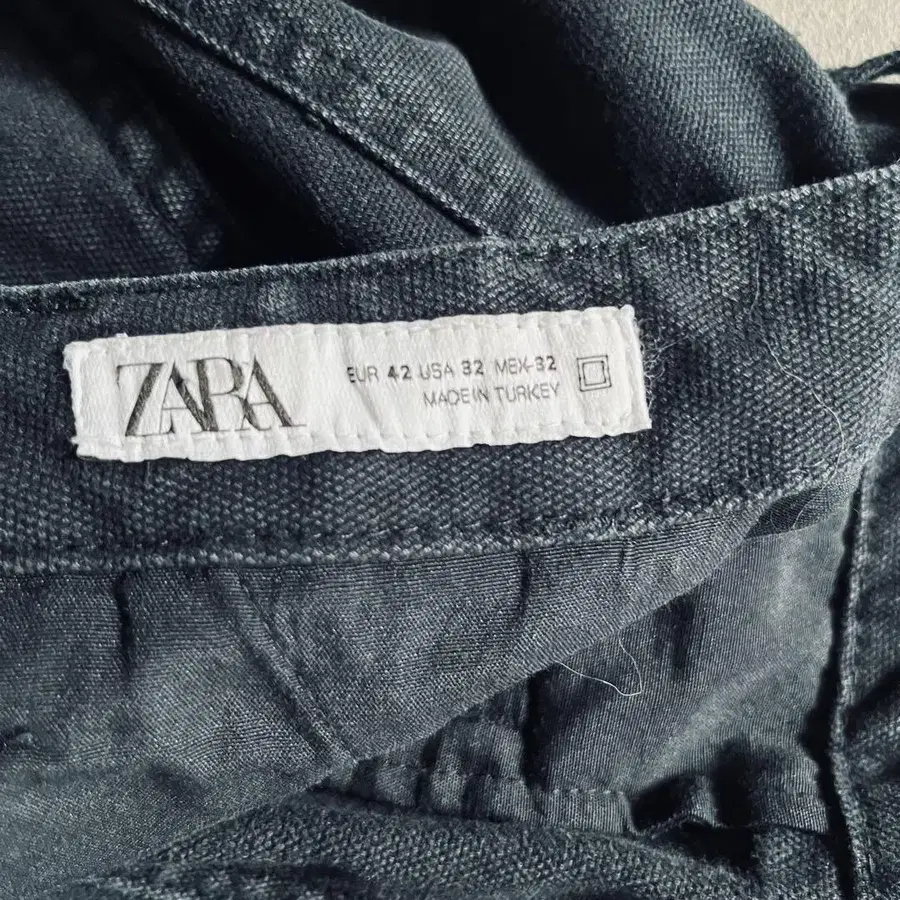 ZARA
EUR 42 USA 32 MEX-32
MADE IN TURKEY